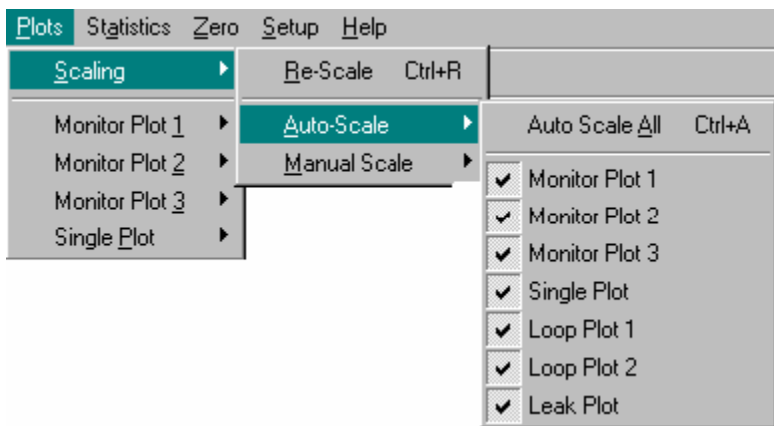 Plots Statistics Zero Setup Help
Scaling
Monitor Plot 1
Monitor Plot 2
Monitor Plot 3
Single Plot
Re-Scale Ctrl+R
Auto-Scale
Manual Scale
Auto Scale All Ctrl+A
Monitor Plot 1
Monitor Plot 2
Monitor Plot 3
Single Plot
Loop Plot 1
Loop Plot 2
Leak Plot